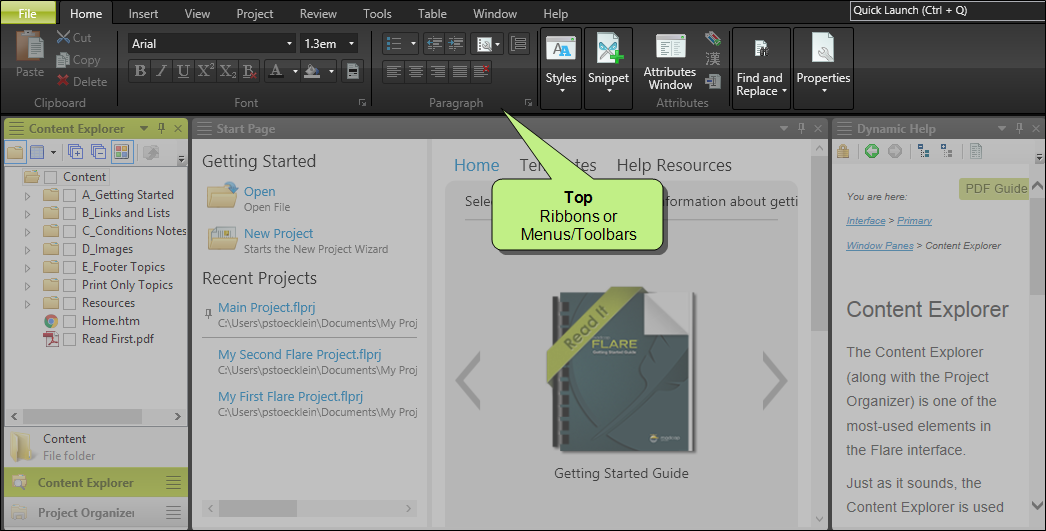 File Home Insert View Project Review Tools Table Window Help
Quick Launch (Ctrl + Q)
Paste
Cut
Copy
Delete
Clipboard
Arial
1.3em
B I U X² X₂ B
A
Font
Paragraph
Styles
Snippet
Attributes
Window
漢
Attributes
Find and
Replace
Properties
Content Explorer
Content
A_Getting Started
B_Links and Lists
C_Conditions Notes
D_Images
E_Footer Topics
Print Only Topics
Resources
Home.htm
Read First.pdf
Content
File folder
Content Explorer
Project Organizer
Start Page
Getting Started
Open
Open File
New Project
Starts the New Project Wizard
Recent Projects
Main Project.flprj
C:\Users\pstoecklein\Documents\My Proj
My Second Flare Project.flprj
C:\Users\pstoecklein\Documents\My Proj
My First Flare Project.flprj
C:\Users\pstoecklein\Documents\My Proj
Home Te tes Help Resources
Selec formation about getti
Top
Ribbons or
Menus/Toolbars
Read It
FLARE
Getting Started Guide
Getting Started Guide
Dynamic Help
PDF Guide
You are here:
Interface > Primary
Window Panes > Content Explorer
Content Explorer
The Content Explorer
(along with the Project
Organizer) is one of the
most-used elements in
the Flare interface.
Just as it sounds, the
Content Explorer is used